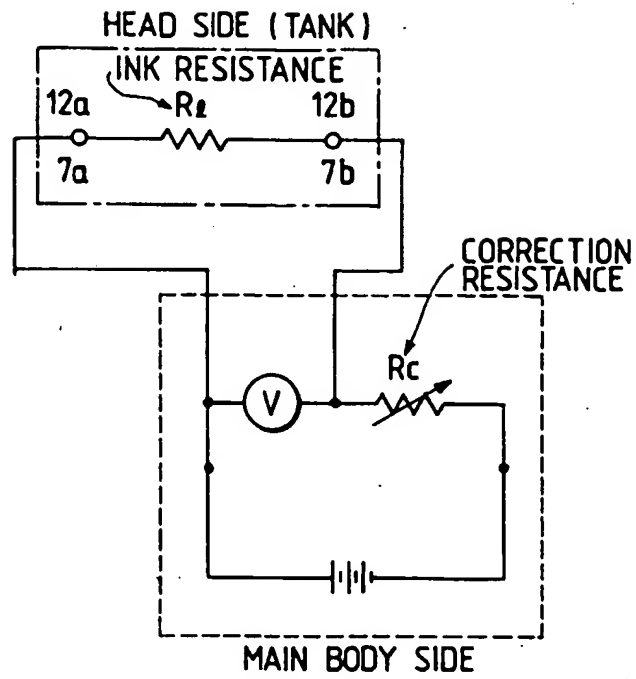 HEAD SIDE (TANK)
INK RESISTANCE
12a Rℓ 12b
7a 7b
CORRECTION
RESISTANCE
Rc
V
MAIN BODY SIDE